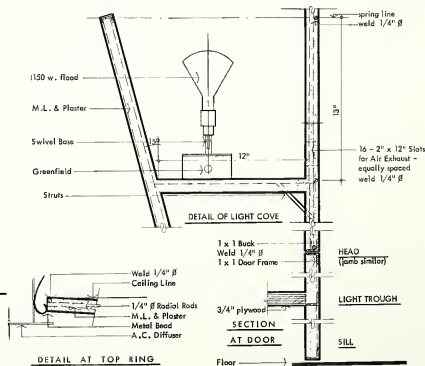 spring line
weld 1/4" Ø
1150 w. flood
13"
M.L. & Plaster
Swivel Base
15°
12"
16 - 2" x 12" Slots
for Air Exhaust -
equally spaced
weld 1/4" Ø
Greenfield
Struts
DETAIL OF LIGHT COVE
1 x 1 Buck
Weld 1/4" Ø
1 x 1 Door Frame
HEAD
(jamb similar)
Weld 1/4" Ø
Ceiling Line
1/4" Ø Radial Rods
M.L. & Plaster
Metal Bead
A.C. Diffuser
DETAIL AT TOP RING
LIGHT TROUGH
3/4" plywood
SECTION
AT DOOR
SILL
Floor